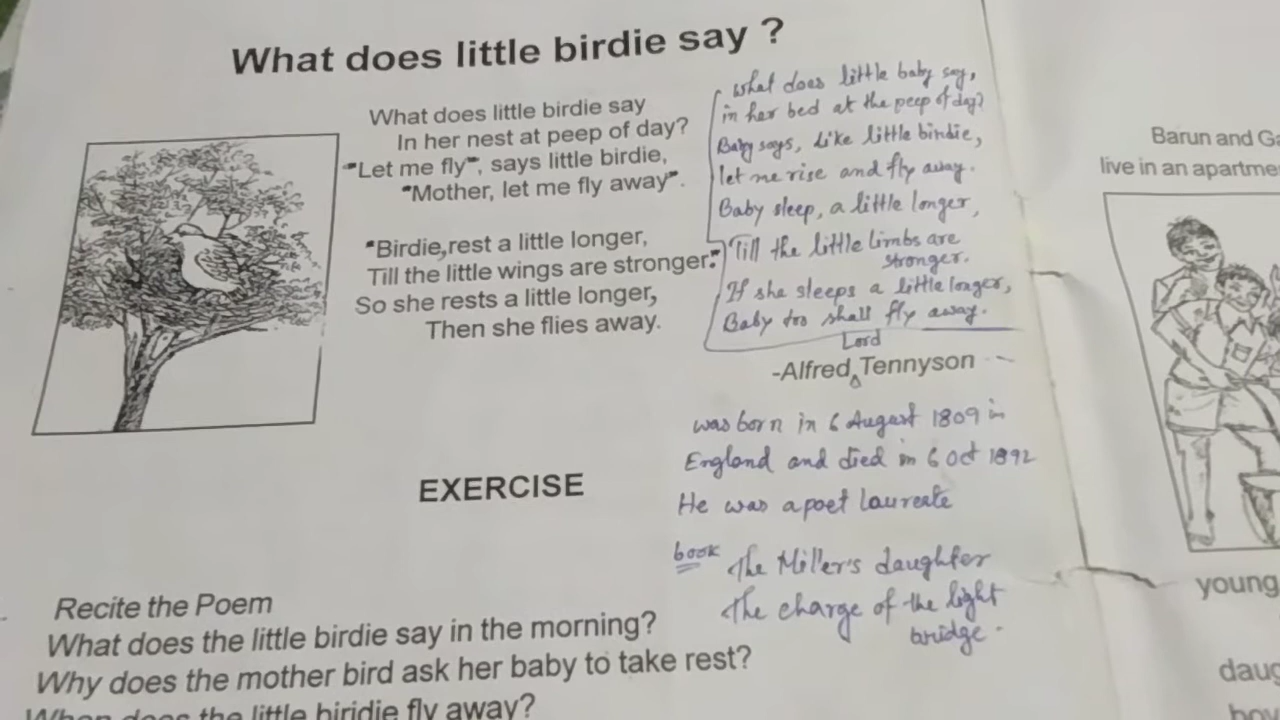 What does little birdie say ?
What does little birdie say
In her nest at peep of day?
"Let me fly", says little birdie,
"Mother, let me fly away".
"Birdie, rest a little longer,
Till the little wings are stronger."
So she rests a little longer,
Then she flies away.
What does little baby say,
in her bed at the peep of day?
Baby says, like little birdie,
let me rise and fly away.
Baby sleep, a little longer,
Till the little limbs are
stronger.
If she sleeps a little longer,
Baby too shall fly away.
Lord
-Alfred Tennyson
was born in 6 August 1809 in
England and died in 6 Oct 1892
He was a poet laureate
book The Miller's daughter
The charge of the light
bridge.
EXERCISE
Recite the Poem
What does the little birdie say in the morning?
Why does the mother bird ask her baby to take rest?
When does the little biridie fly away?
Barun and
live in an
young